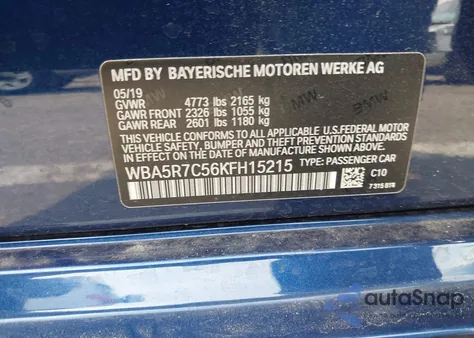 MFD BY BAYERISCHE MOTOREN WERKE AG
05/19
GVWR 4773 lbs 2165 kg
GAWR FRONT 2326 lbs 1055 kg
GAWR REAR 2601 lbs 1180 kg
THIS VEHICLE CONFORMS TO ALL APPLICABLE U.S.FEDERAL MOTOR
VEHICLE SAFETY, BUMPER AND THEFT PREVENTION STANDARDS
IN EFFECT ON THE DATE OF MANUFACTURE SHOWN ABOVE.
WBA5R7C56KFH15215 TYPE: PASSENGER CAR
C10
autoSnap